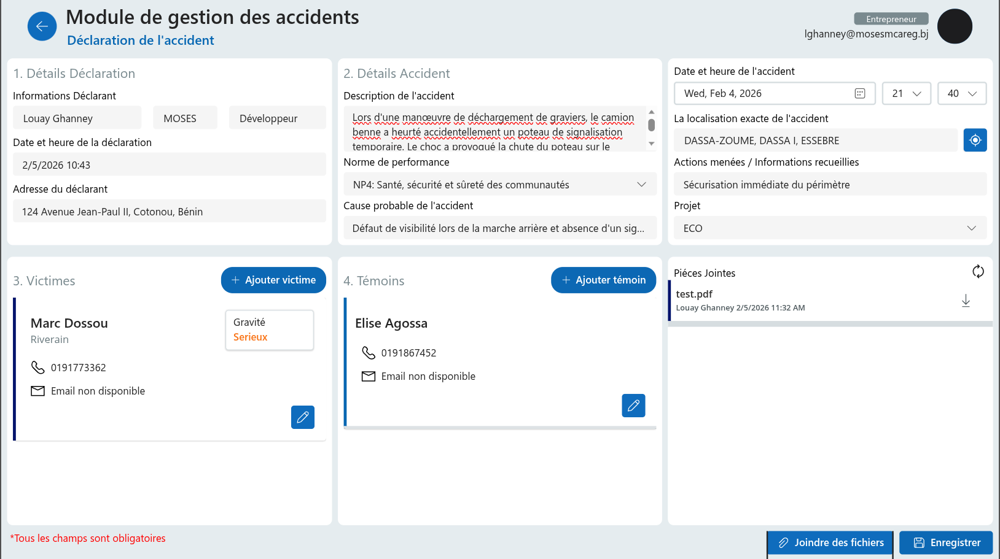 Module de gestion des accidents
Déclaration de l'accident
Entrepreneur
lghanney@mosesmcareg.bj
1. Détails Déclaration
Informations Déclarant
Louay Ghanney
MOSES
Développeur
Date et heure de la déclaration
2/5/2026 10:43
Adresse du déclarant
124 Avenue Jean-Paul II, Cotonou, Bénin
2. Détails Accident
Description de l'accident
Lors d'une manœuvre de déchargement de graviers, le camion
benne a heurté accidentellement un poteau de signalisation
temporaire. Le choc a provoqué la chute du poteau sur le
Norme de performance
NP4: Santé, sécurité et sûreté des communautés
Cause probable de l'accident
Défaut de visibilité lors de la marche arrière et absence d'un sig...
Date et heure de l'accident
Wed, Feb 4, 2026
21
40
La localisation exacte de l'accident
DASSA-ZOUME, DASSA I, ESSEBRE
Actions menées / Informations recueillies
Sécurisation immédiate du périmètre
Projet
ECO
3. Victimes
Ajouter victime
Marc Dossou
Riverain
Gravité
Serieux
0191773362
Email non disponible
4. Témoins
Ajouter témoin
Elise Agossa
0191867452
Email non disponible
Piéces Jointes
test.pdf
Louay Ghanney 2/5/2026 11:32 AM
*Tous les champs sont obligatoires
Joindre des fichiers
Enregistrer